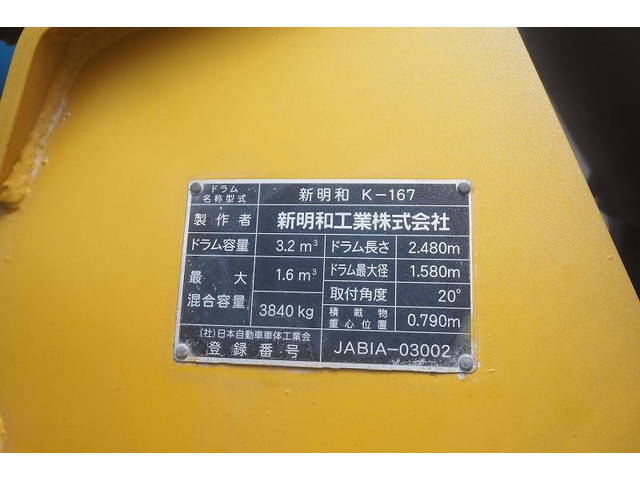 ドラム
名称型式 新明和 K-167
製作者 新明和工業株式会社
ドラム容量 3.2 m³ ドラム長さ 2.480m
最大 1.6 m³ ドラム最大径 1.580m
混合容量 3840 kg 取付角度 20°
積載物
重心位置 0.790m
(社)日本自動車車体工業会
登録番号 JABIA-03002